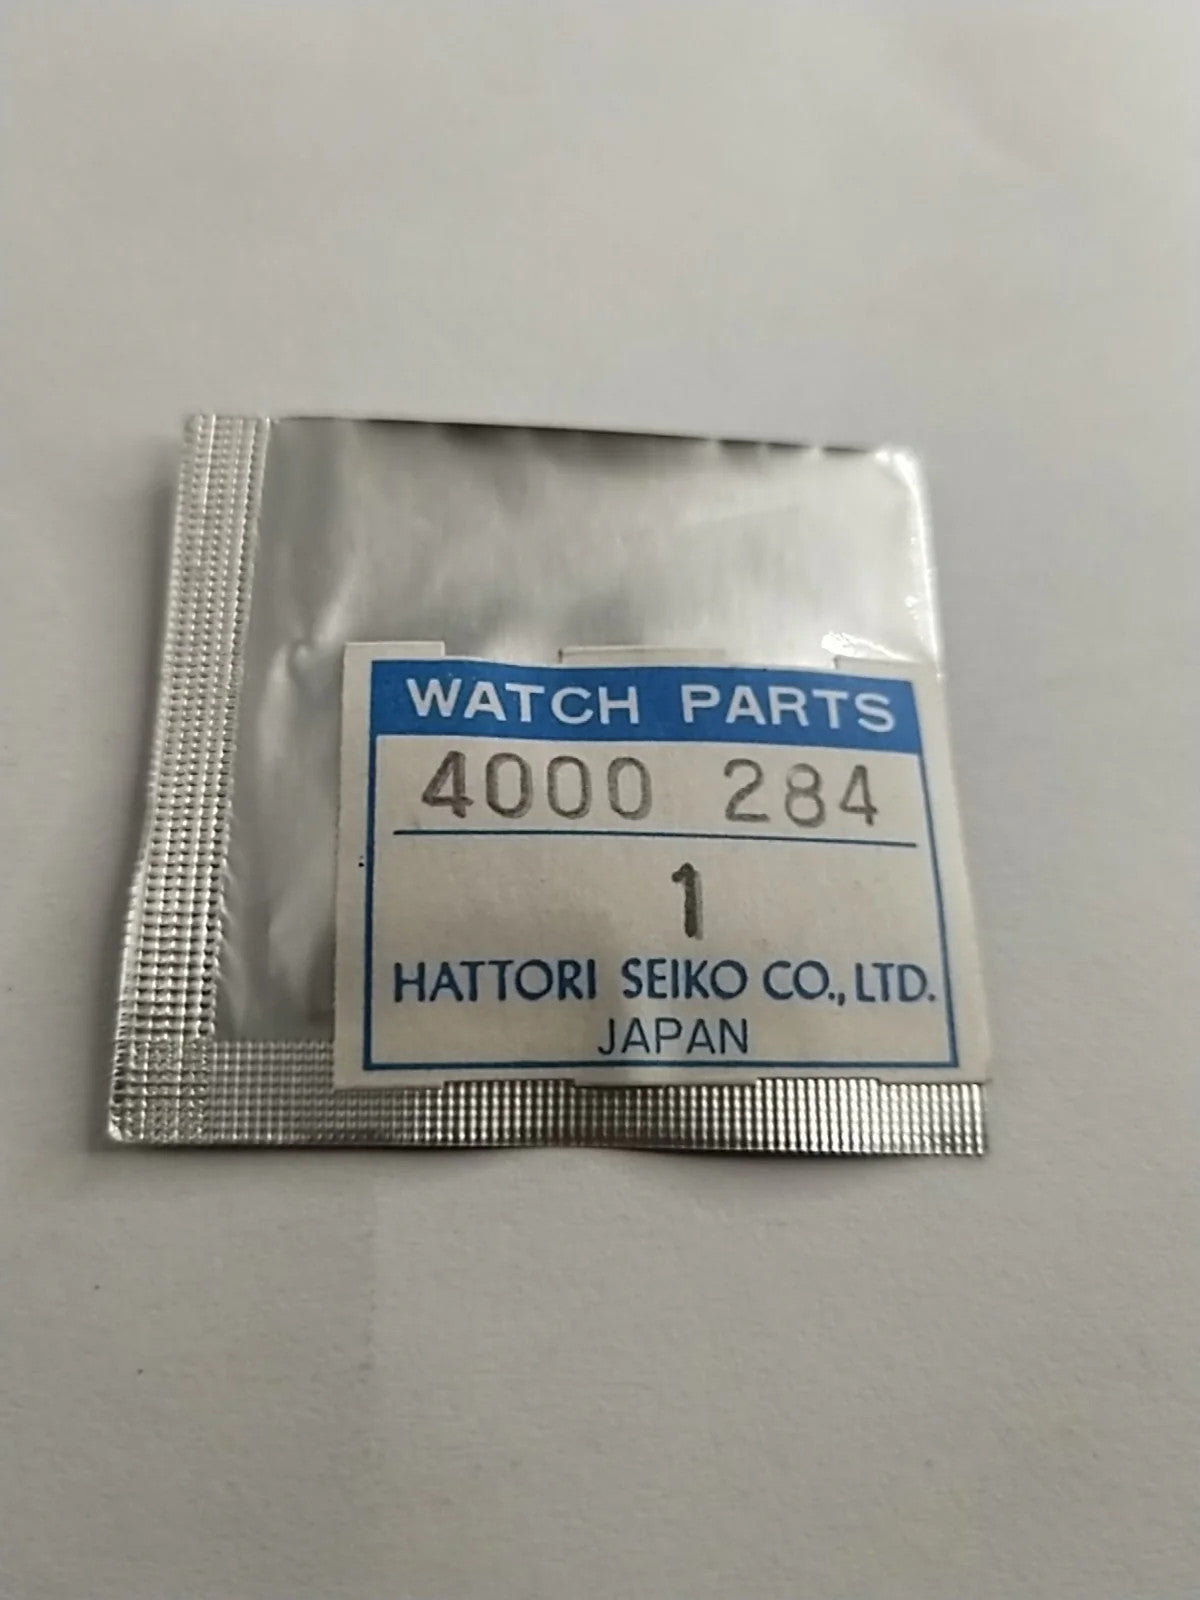 WATCH PARTS
4000 284
1
HATTORI SEIKO CO., LTD.
JAPAN